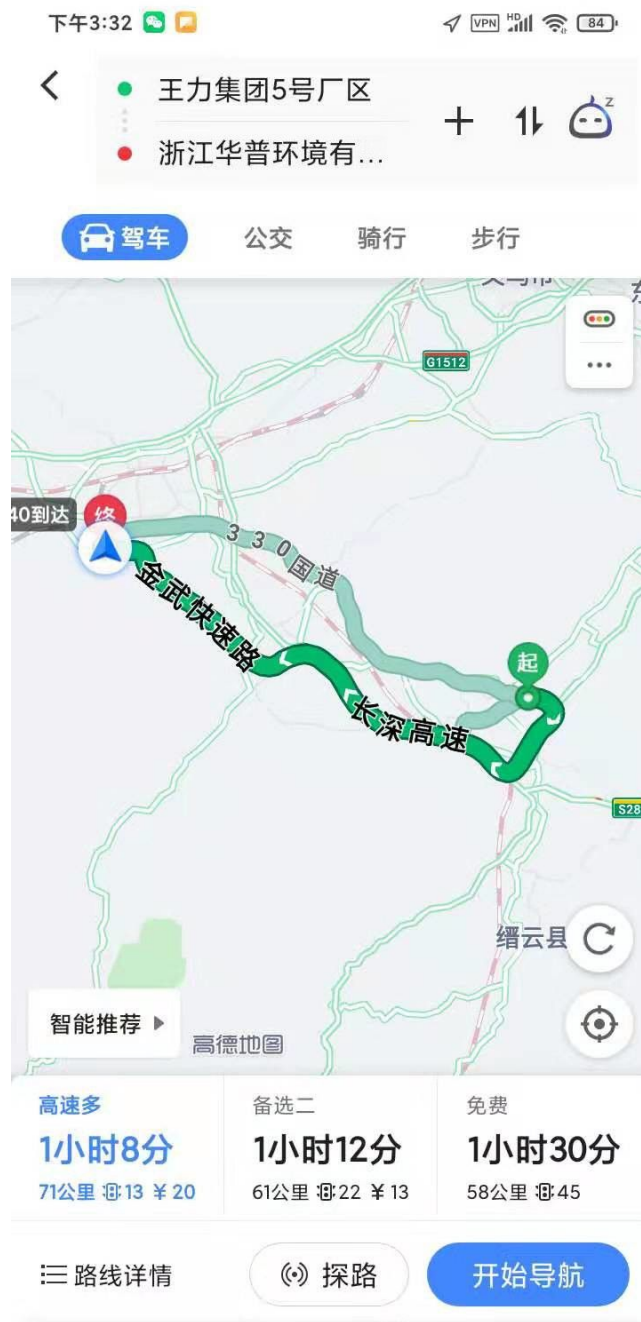 下午3:32
VPN HD 84
王力集团5号厂区
浙江华普环境有...
驾车 公交 骑行 步行
G1512
40到达
终
330国道
金武快速路
起
长深高速
S28
缙云县
智能推荐
高德地图
高速多 备选二 免费
1小时8分 1小时12分 1小时30分
71公里 13 ¥20 61公里 22 ¥13 58公里 45
路线详情 探路 开始导航